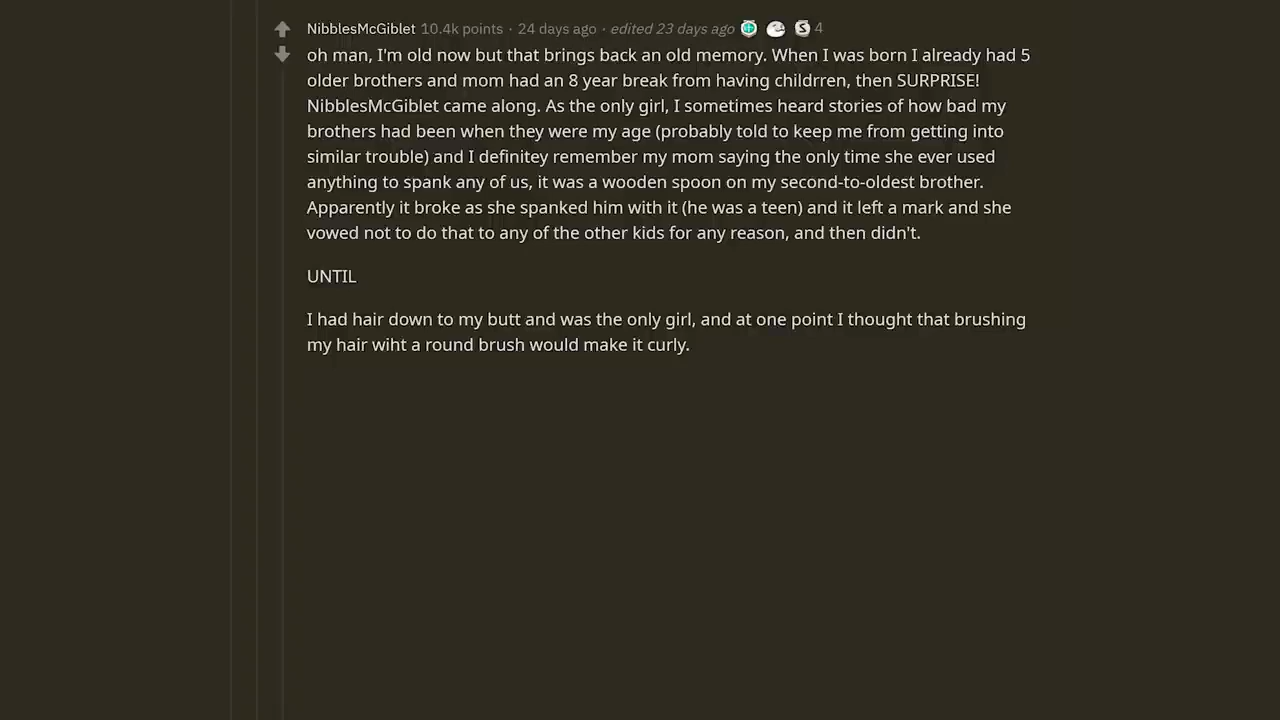 NibblesMcGiblet 10.4k points · 24 days ago · edited 23 days ago 4
oh man, I'm old now but that brings back an old memory. When I was born I already had 5
older brothers and mom had an 8 year break from having childrren, then SURPRISE!
NibblesMcGiblet came along. As the only girl, I sometimes heard stories of how bad my
brothers had been when they were my age (probably told to keep me from getting into
similar trouble) and I definitey remember my mom saying the only time she ever used
anything to spank any of us, it was a wooden spoon on my second-to-oldest brother.
Apparently it broke as she spanked him with it (he was a teen) and it left a mark and she
vowed not to do that to any of the other kids for any reason, and then didn't.
UNTIL
I had hair down to my butt and was the only girl, and at one point I thought that brushing
my hair wiht a round brush would make it curly.